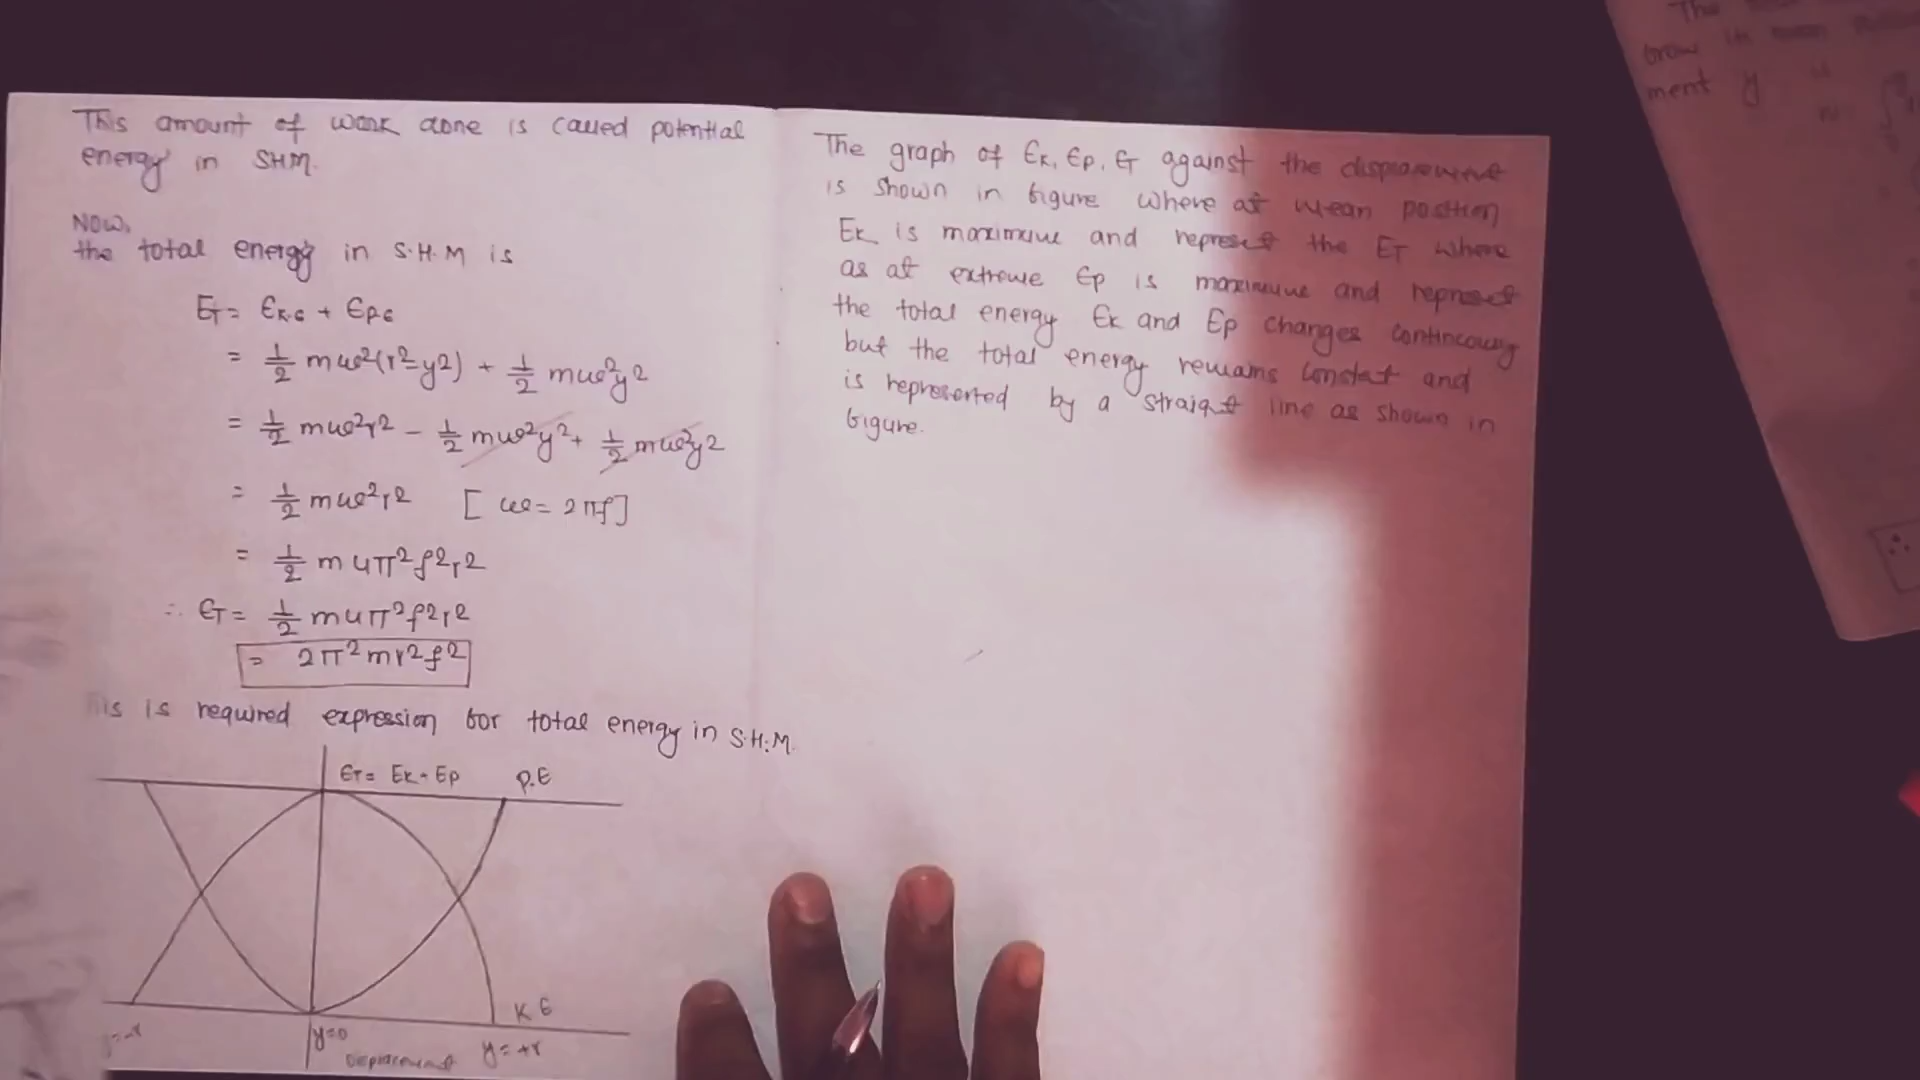 This amount of work done is called potential
energy in SHM.
Now,
the total energy in S.H.M is
ET = EK.E + EP.E
= 1/2 mω²(r²-y²) + 1/2 mω²y²
= 1/2 mω²r² - 1/2 mω²y² + 1/2 mω²y²
= 1/2 mω²r² [ω = 2πf]
= 1/2 m4π²f²r²
∴ ET = 1/2 m4π²f²r²
= 2π²mr²f²
is is required expression for total energy in S.H.M.
ET = EK + EP P.E
K.E
y=-r
y=0
y=+r
Displacement
The graph of EK, EP, ET against the displacement
is shown in figure where at mean position
EK is maximum and represent the ET where
as at extreme EP is maximum and represent
the total energy EK and EP changes
but the total energy remains constat and
is represented by a straight line as shown in
figure.
ment y